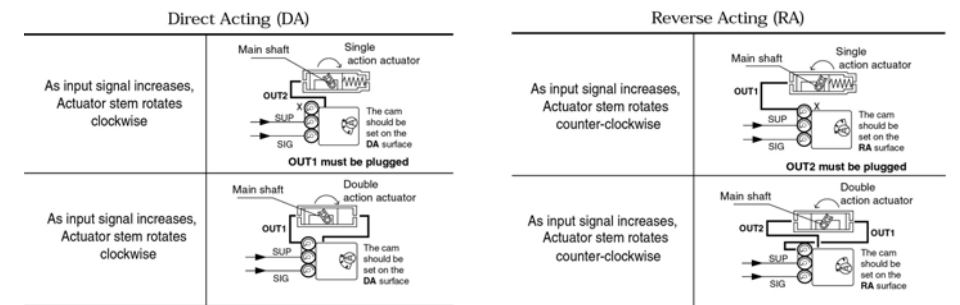 Direct Acting (DA)
As input signal increases,
Actuator stem rotates
clockwise
Main shaft
Single
action actuator
OUT2
X
SUP
SIG
The cam
should be
set on the
DA surface
OUT1 must be plugged
As input signal increases,
Actuator stem rotates
clockwise
Main shaft
Double
action actuator
OUT1
SUP
SIG
The cam
should be
set on the
DA surface
Reverse Acting (RA)
As input signal increases,
Actuator stem rotates
counter-clockwise
Main shaft
Single
action actuator
OUT1
X
SUP
SIG
The cam
should be
set on the
RA surface
OUT2 must be plugged
As input signal increases,
Actuator stem rotates
counter-clockwise
Main shaft
Double
action actuator
OUT2
OUT1
SUP
SIG
The cam
should be
set on the
RA surface